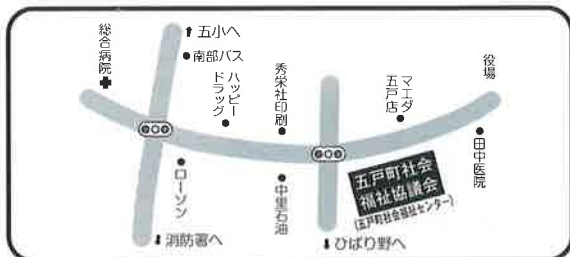 総合病院
↑ 五小へ
南部バス
ハッピー
ドラッグ
秀栄社印刷
マエダ
五戸店
役場
ローソン
中里石油
五戸町社会
福祉協議会
(五戸町社会福祉センター)
田中医院
↓消防署へ
↓ひばり野へ